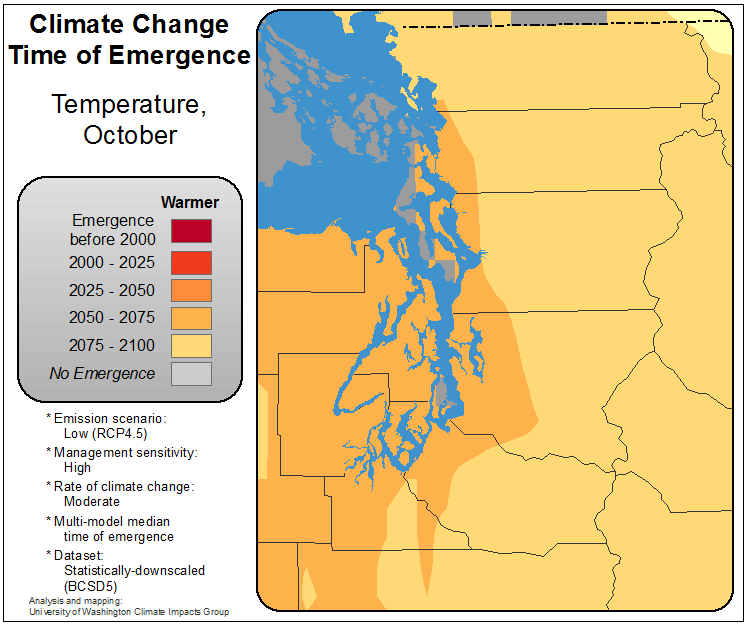 Climate Change
Time of Emergence
Temperature,
October
Warmer
Emergence
before 2000
2000 - 2025
2025 - 2050
2050 - 2075
2075 - 2100
No Emergence
* Emission scenario:
Low (RCP4.5)
* Management sensitivity:
High
* Rate of climate change:
Moderate
* Multi-model median
time of emergence
* Dataset:
Statistically-downscaled
(BCSD5)
Analysis and mapping:
University of Washington Climate Impacts Group